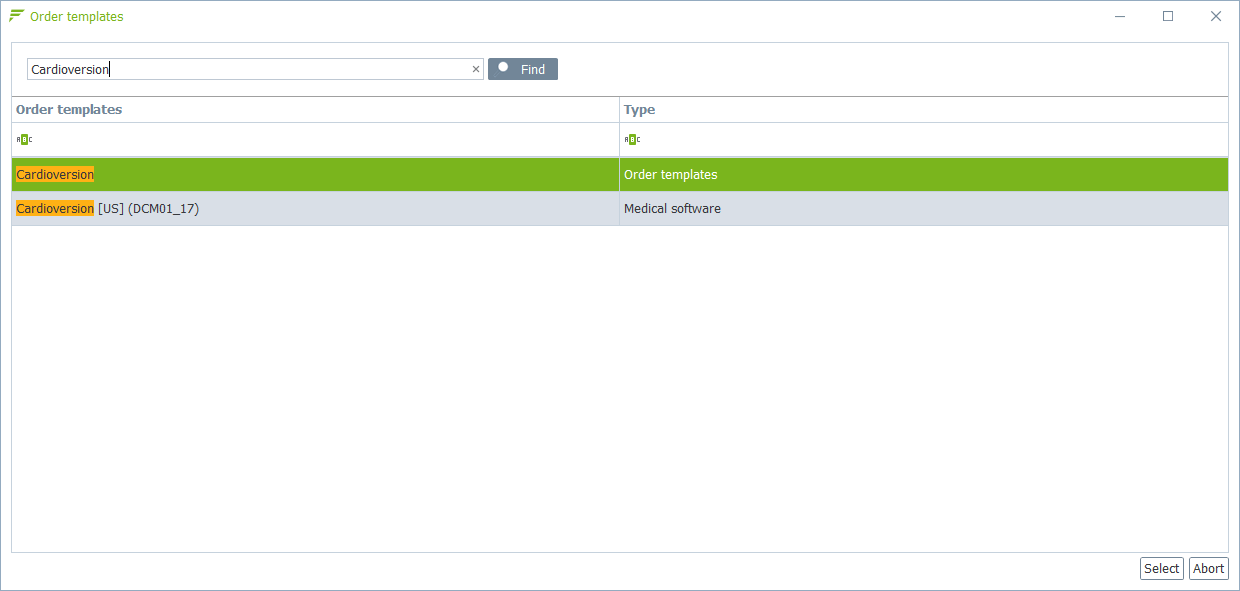 Order templates
Cardioversion × Find
Order templates Type
ABC ABC
Cardioversion Order templates
Cardioversion [US] (DCM01_17) Medical software
Select Abort